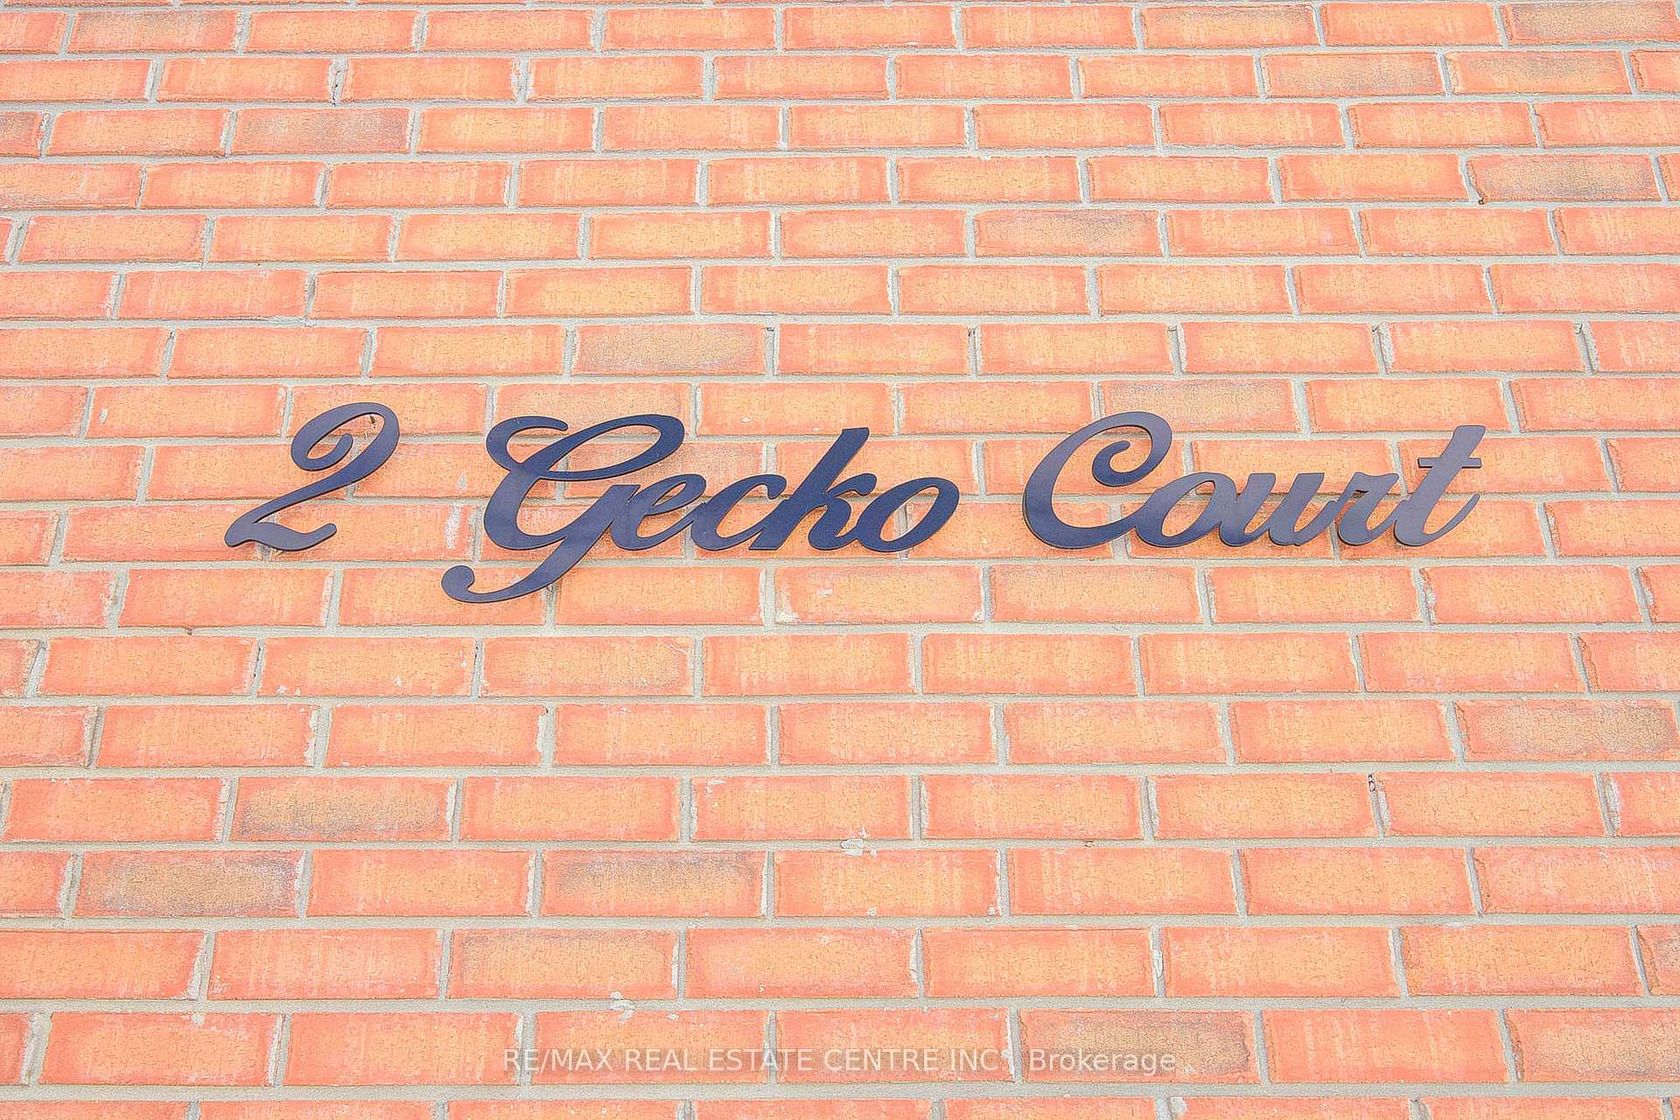 2 Gecko Court
RE/MAX REAL ESTATE CENTRE INC., Brokerage